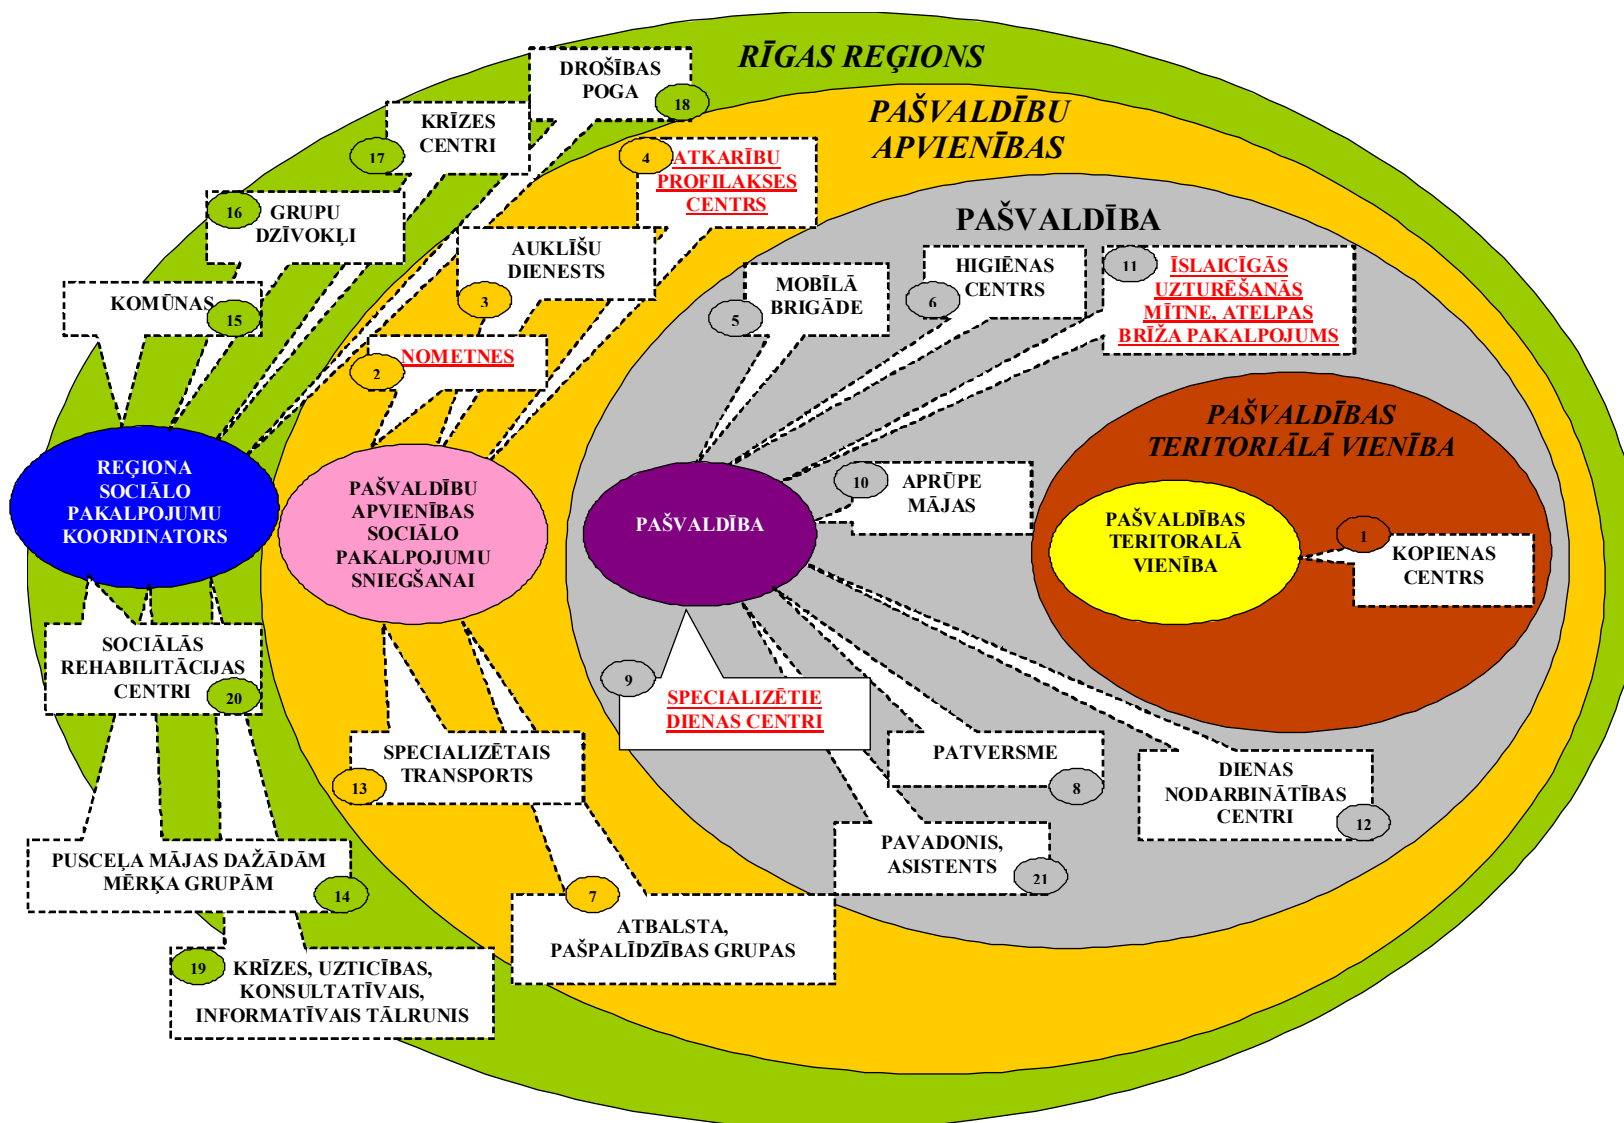 RĪGAS REĢIONS
PAŠVALDĪBU
APVIENĪBAS
PAŠVALDĪBA
PAŠVALDĪBAS
TERITORIĀLĀ VIENĪBA
DROŠĪBAS
POGA
18
KRĪZES
CENTRI
17
16
GRUPU
DZĪVOKĻI
KOMŪNAS
15
4
ATKARĪBU
PROFILAKSES
CENTRS
AUKLĪŠU
DIENESTS
3
NOMETNES
2
MOBĪLĀ
BRIGĀDE
5
HIGIĒNAS
CENTRS
6
11
ĪSLAICĪGĀS
UZTURĒŠANĀS
MĪTNE, ATELPAS
BRĪŽA PAKALPOJUMS
REĢIONA
SOCIĀLO
PAKALPOJUMU
KOORDINATORS
PAŠVALDĪBU
APVIENĪBAS
SOCIĀLO
PAKALPOJUMU
SNIEGŠANAI
PAŠVALDĪBA
10
APRŪPE
MĀJAS
PAŠVALDĪBAS
TERITORALĀ
VIENĪBA
1
KOPIENAS
CENTRS
SOCIĀLĀS
REHABILITĀCIJAS
CENTRI
20
9
SPECIALIZĒTIE
DIENAS CENTRI
SPECIALIZĒTAIS
TRANSPORTS
13
PATVERSME
8
DIENAS
NODARBINĀTĪBAS
CENTRI
12
PUSCEĻA MĀJAS DAŽĀDĀM
MĒRĶA GRUPĀM
14
PAVADONIS,
ASISTENTS
21
7
ATBALSTA,
PAŠPALĪDZĪBAS GRUPAS
19
KRĪZES, UZTICĪBAS,
KONSULTATĪVAIS,
INFORMATĪVAIS TĀLRUNIS